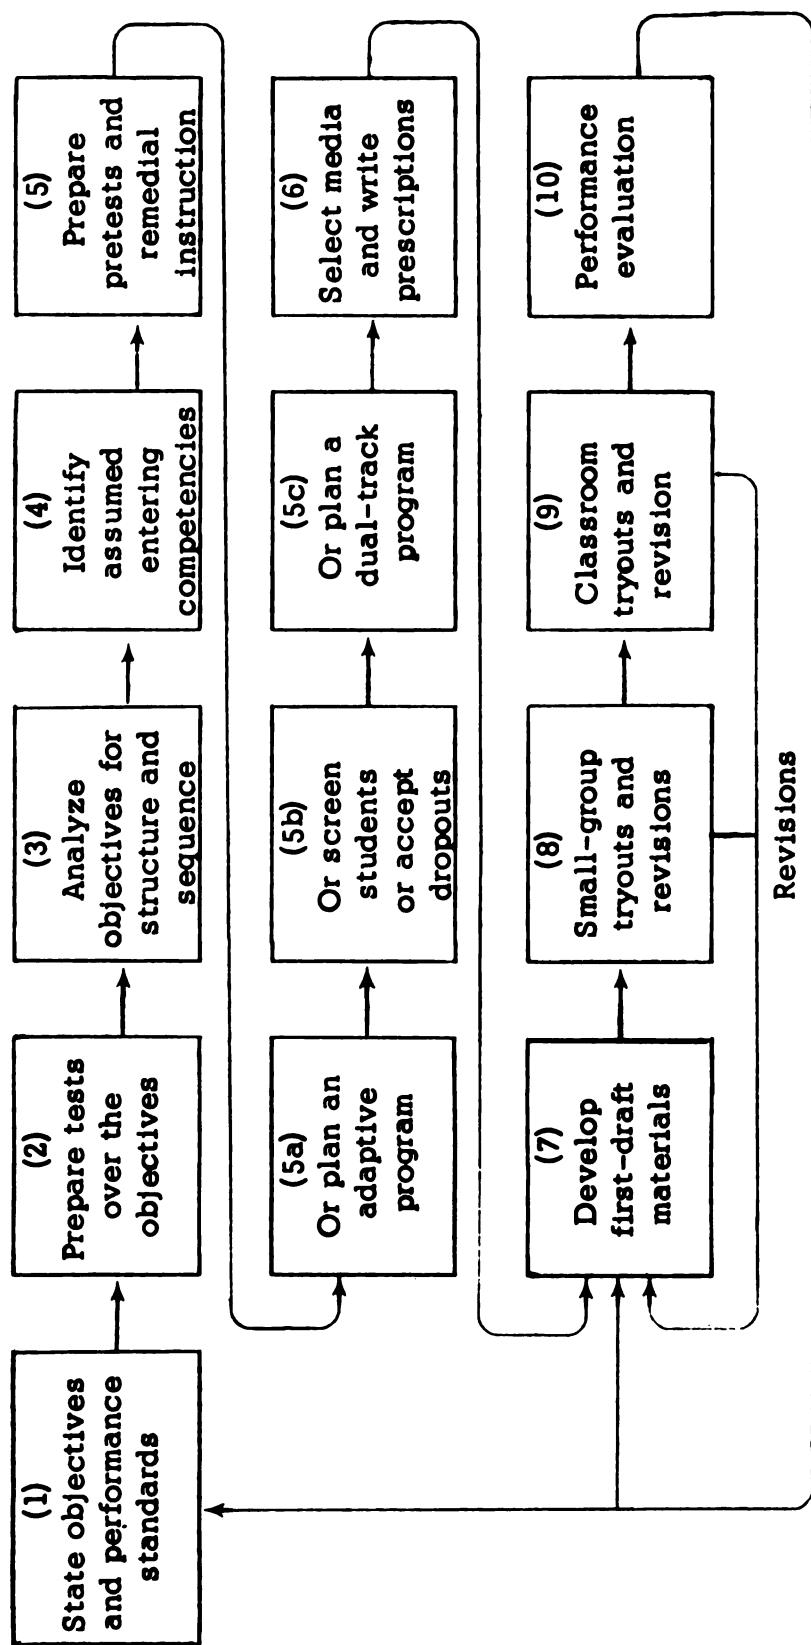 (1)
State objectives
and performance
standards
(2)
Prepare tests
over the
objectives
(3)
Analyze
objectives for
structure and
sequence
(4)
Identify
assumed
entering
competencies
(5)
Prepare
pretests and
remedial
instruction
(5a)
Or plan an
adaptive
program
(5b)
Or screen
students
or accept
dropouts
(5c)
Or plan a
dual-track
program
(6)
Select media
and write
prescriptions
(7)
Develop
first-draft
materials
(8)
Small-group
tryouts and
revisions
(9)
Classroom
tryouts and
revision
(10)
Performance
evaluation
Revisions